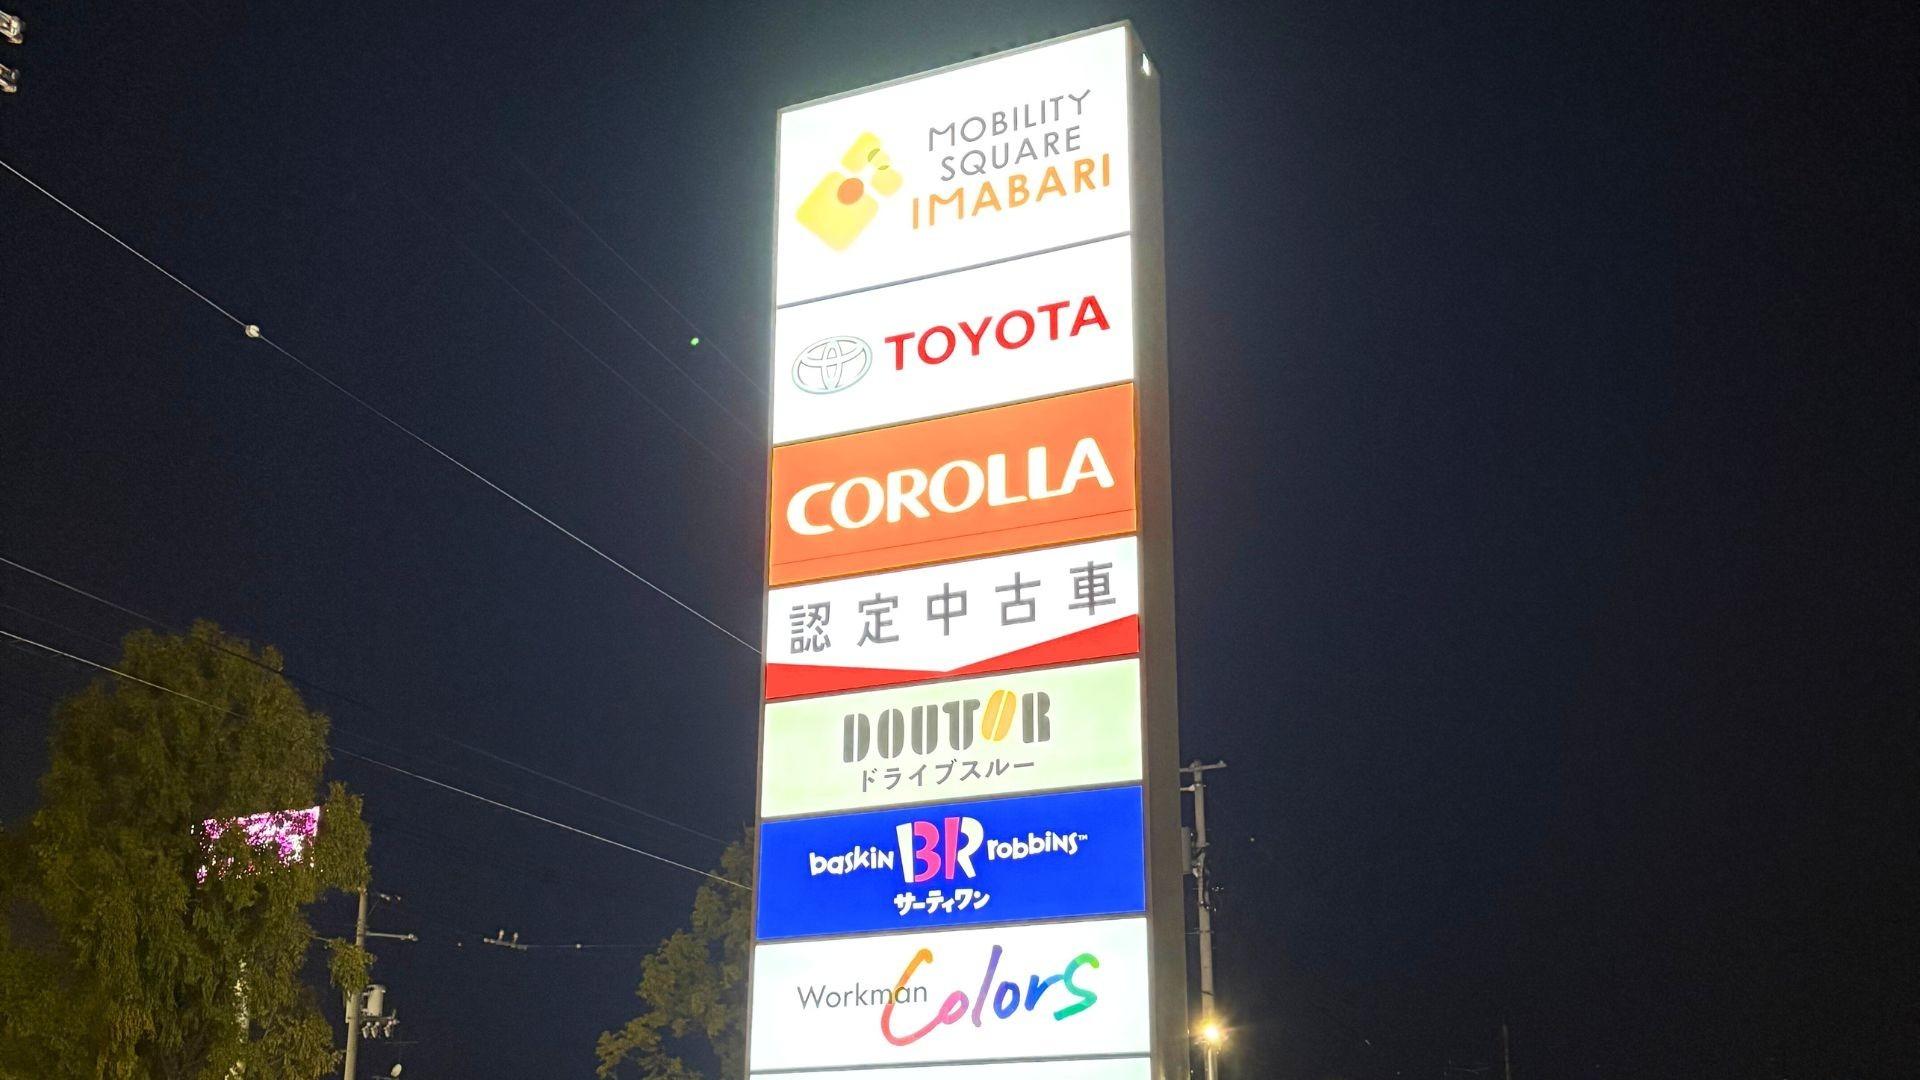 MOBILITY
SQUARE
IMABARI
TOYOTA
COROLLA
認定中古車
DOUTOR
ドライブスルー
baskin BR robbins™
サーティワン
Workman Colors